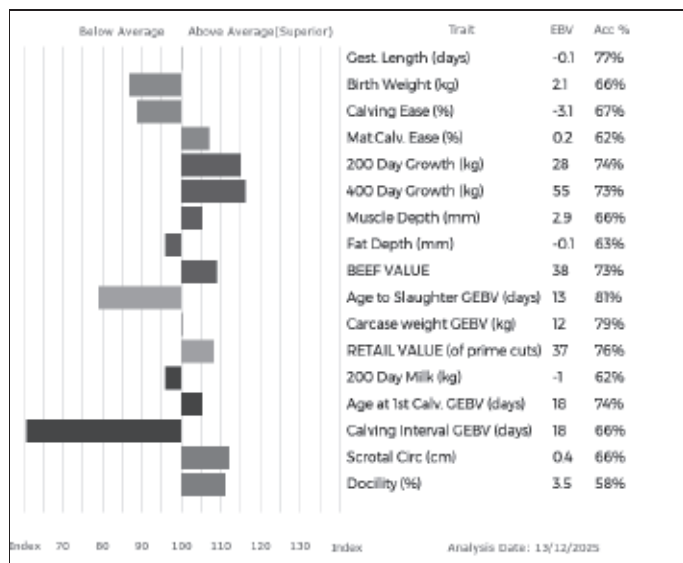 Below Average Above Average(Superior) Trait EBV Acc %
Gest. Length (days) -0.1 77%
Birth Weight (kg) 2.1 66%
Calving Ease (%) -3.1 67%
Mat.Calv. Ease (%) 0.2 62%
200 Day Growth (kg) 28 74%
400 Day Growth (kg) 55 73%
Muscle Depth (mm) 2.9 66%
Fat Depth (mm) -0.1 63%
BEEF VALUE 38 73%
Age to Slaughter GEBV (days) 13 81%
Carcase weight GEBV (kg) 12 79%
RETAIL VALUE (of prime cuts) 37 76%
200 Day Milk (kg) -1 62%
Age at 1st Calv. GEBV (days) 18 74%
Calving Interval GEBV (days) 18 66%
Scrotal Circ (cm) 0.4 66%
Docility (%) 3.5 58%
Index 70 80 90 100 110 120 130 Index Analysis Date: 13/12/2025